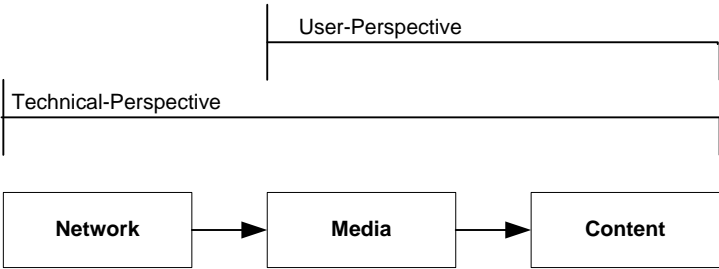 User-Perspective
Technical-Perspective
Network
Media
Content